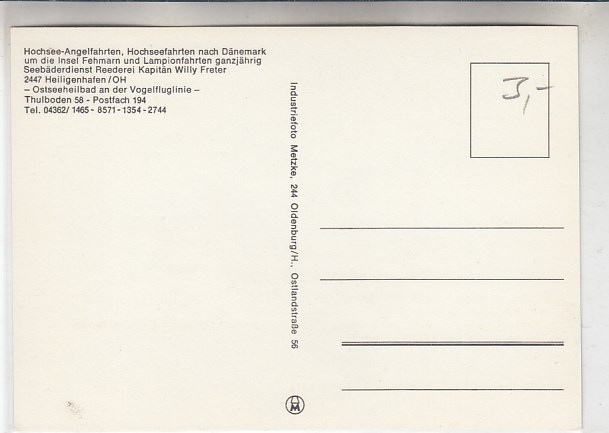 Hochsee-Angelfahrten, Hochseefahrten nach Dänemark
um die Insel Fehmarn und Lampionfahrten ganzjährig
Seebäderdienst Reederei Kapitän Willy Freter
2447 Heiligenhafen/OH
– Ostseeheilbad an der Vogelfluglinie –
Thulboden 58 - Postfach 194
Tel. 04362/ 1465 - 8571 - 1354 - 2744
Industriefoto Metzke, 244 Oldenburg/H., Ostlandstraße 56
3,-
M